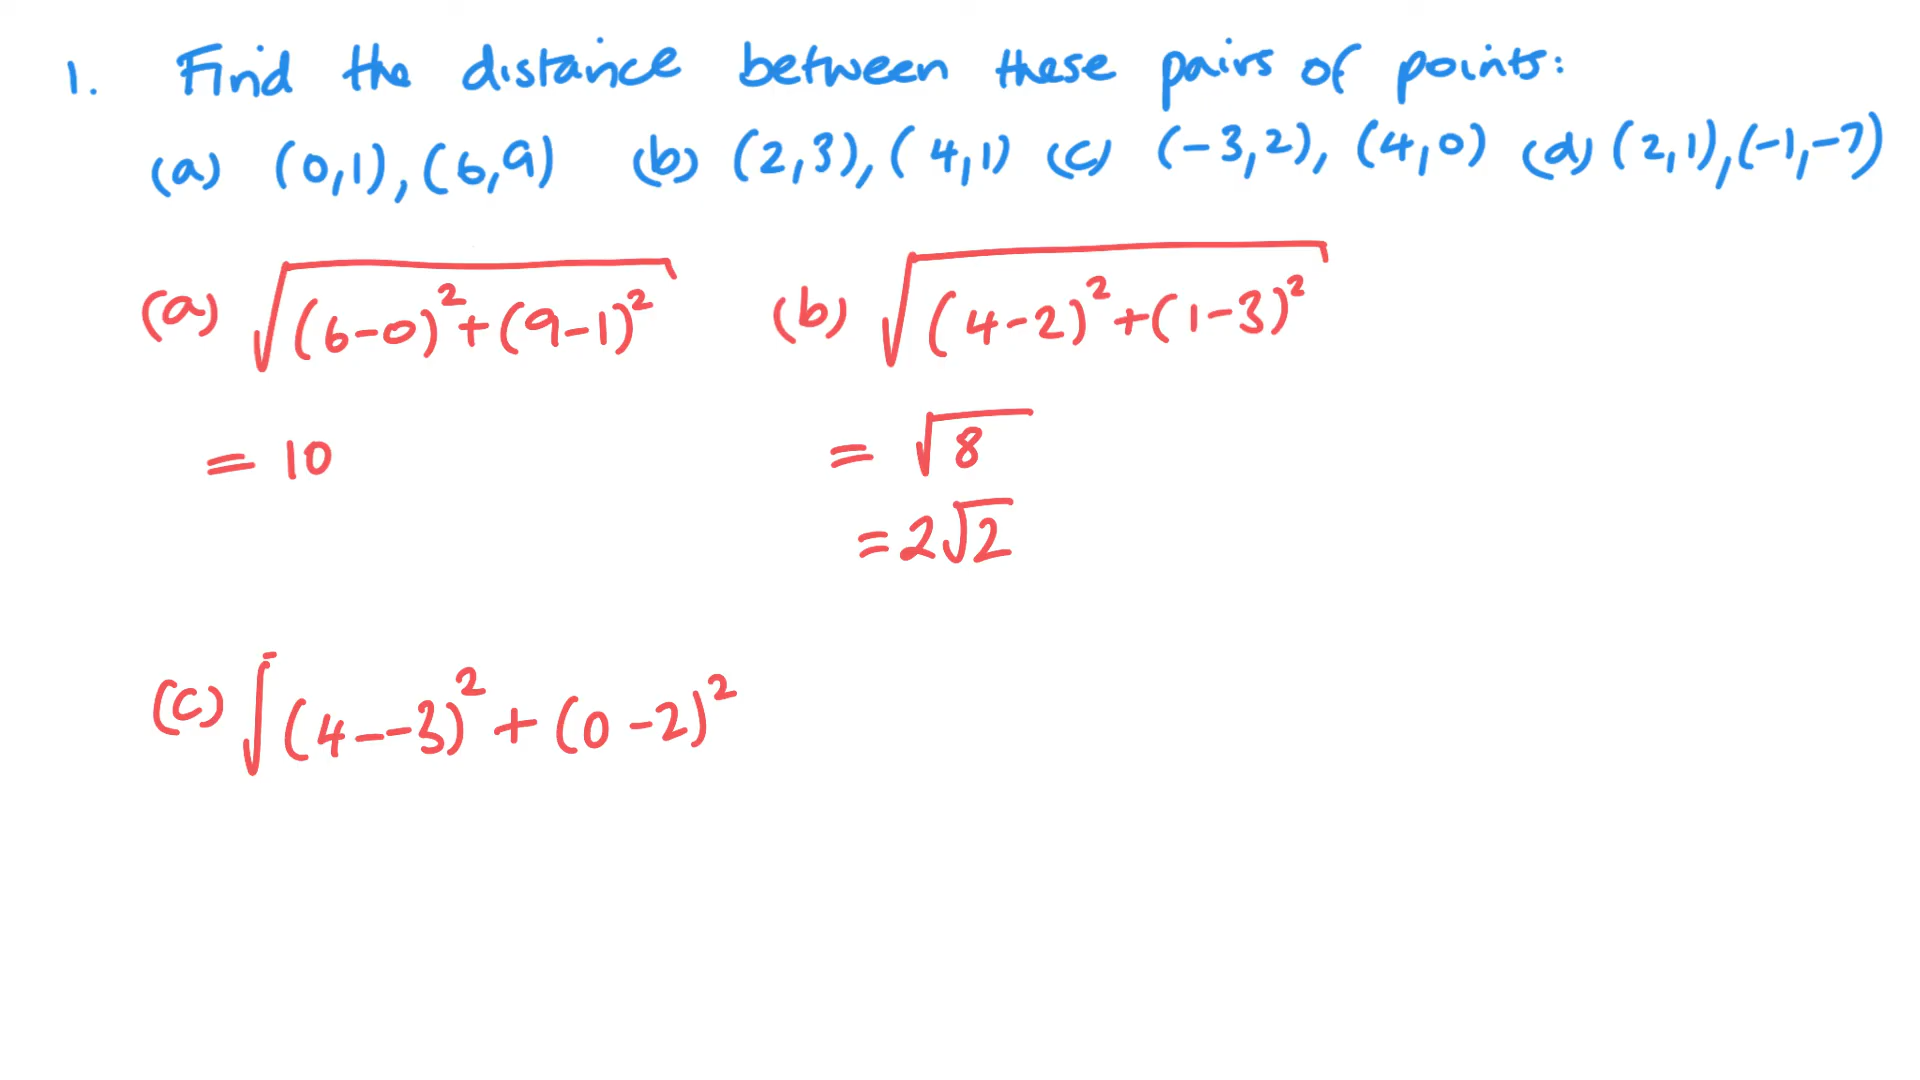 1. Find the distance between these pairs of points:
(a) (0,1), (6,9) (b) (2,3), (4,1) (c) (-3,2), (4,0) (d) (2,1), (-1,-7)
(a) √((6-0)²+(9-1)²) (b) √((4-2)²+(1-3)²)
= 10 = √8
= 2√2
(c) √(4--3)² + (0-2)²